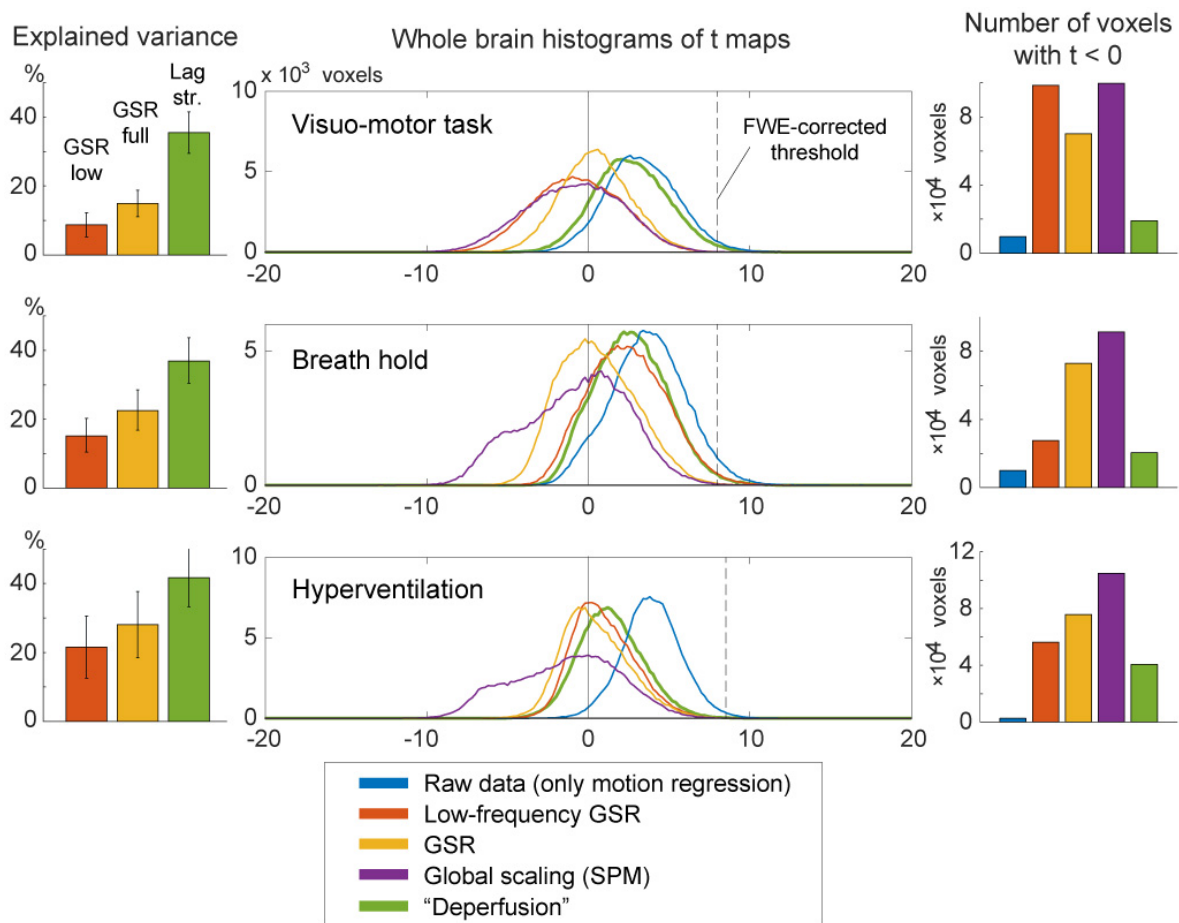 Explained variance
Whole brain histograms of t maps
Number of voxels
with t < 0
%
40
20
0
GSR
low
GSR
full
Lag
str.
x 10³ voxels
10
5
0
Visuo-motor task
FWE-corrected
threshold
-20
-10
0
10
20
×10⁴ voxels
8
4
0
%
40
20
0
5
0
Breath hold
-20
-10
0
10
20
×10⁴ voxels
8
4
0
%
40
20
0
10
5
0
Hyperventilation
-20
-10
0
10
20
×10⁴ voxels
12
8
4
0
Raw data (only motion regression)
Low-frequency GSR
GSR
Global scaling (SPM)
“Deperfusion”